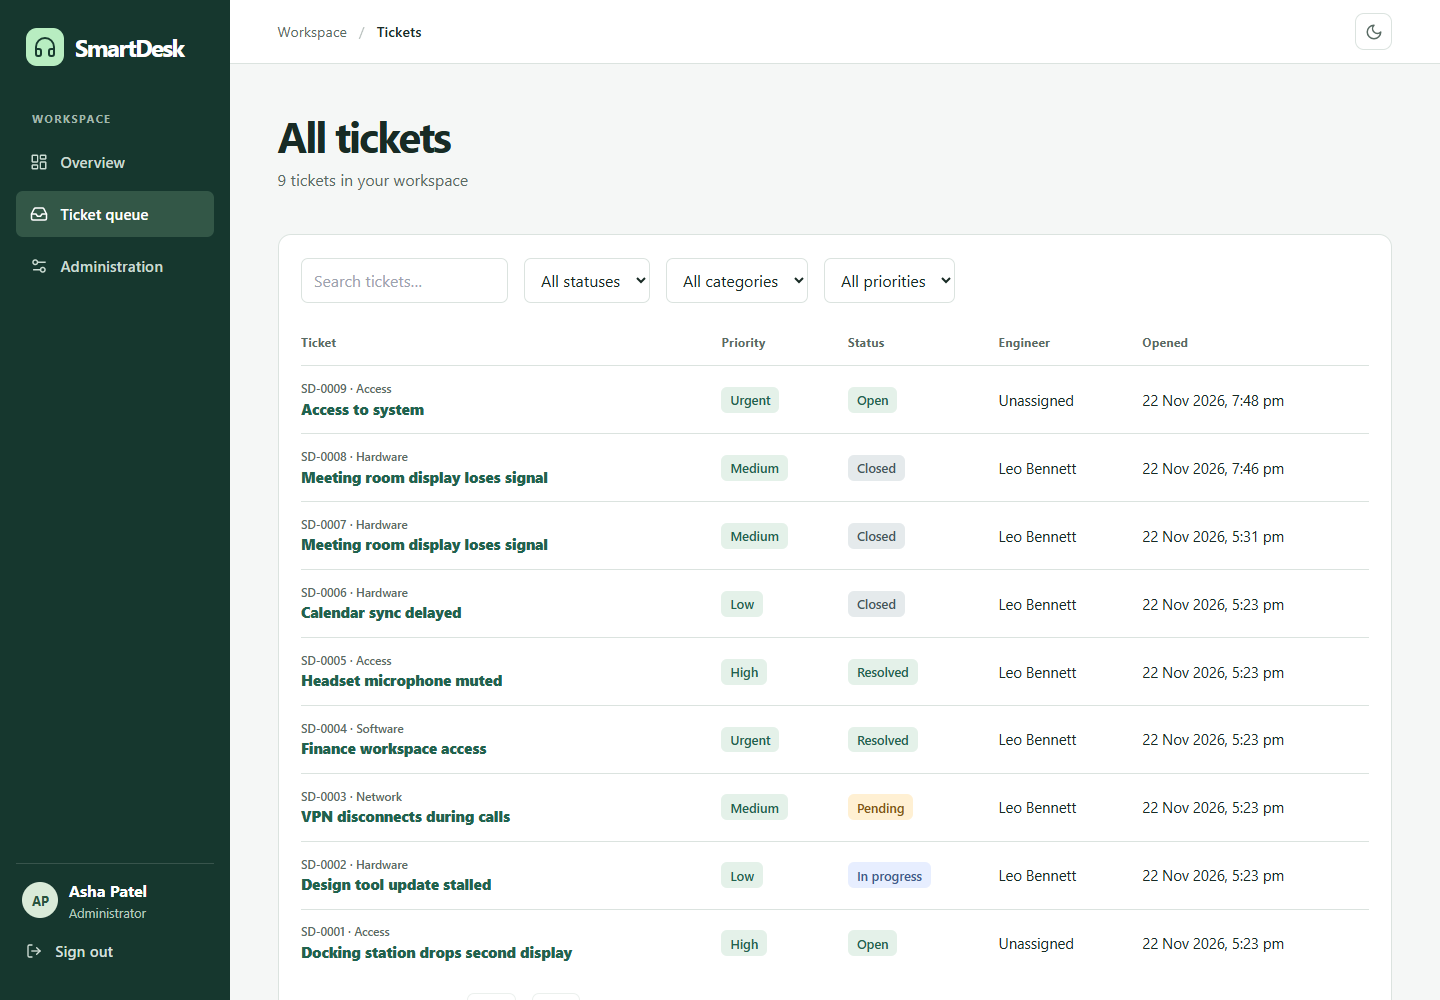 SmartDesk
WORKSPACE
Overview
Ticket queue
Administration
AP
Asha Patel
Administrator
Sign out
Workspace / Tickets
All tickets
9 tickets in your workspace
Search tickets...
All statuses
All categories
All priorities
Ticket Priority Status Engineer Opened
SD-0009 · Access
Access to system
Urgent Open Unassigned 22 Nov 2026, 7:48 pm
SD-0008 · Hardware
Meeting room display loses signal
Medium Closed Leo Bennett 22 Nov 2026, 7:46 pm
SD-0007 · Hardware
Meeting room display loses signal
Medium Closed Leo Bennett 22 Nov 2026, 5:31 pm
SD-0006 · Hardware
Calendar sync delayed
Low Closed Leo Bennett 22 Nov 2026, 5:23 pm
SD-0005 · Access
Headset microphone muted
High Resolved Leo Bennett 22 Nov 2026, 5:23 pm
SD-0004 · Software
Finance workspace access
Urgent Resolved Leo Bennett 22 Nov 2026, 5:23 pm
SD-0003 · Network
VPN disconnects during calls
Medium Pending Leo Bennett 22 Nov 2026, 5:23 pm
SD-0002 · Hardware
Design tool update stalled
Low In progress Leo Bennett 22 Nov 2026, 5:23 pm
SD-0001 · Access
Docking station drops second display
High Open Unassigned 22 Nov 2026, 5:23 pm